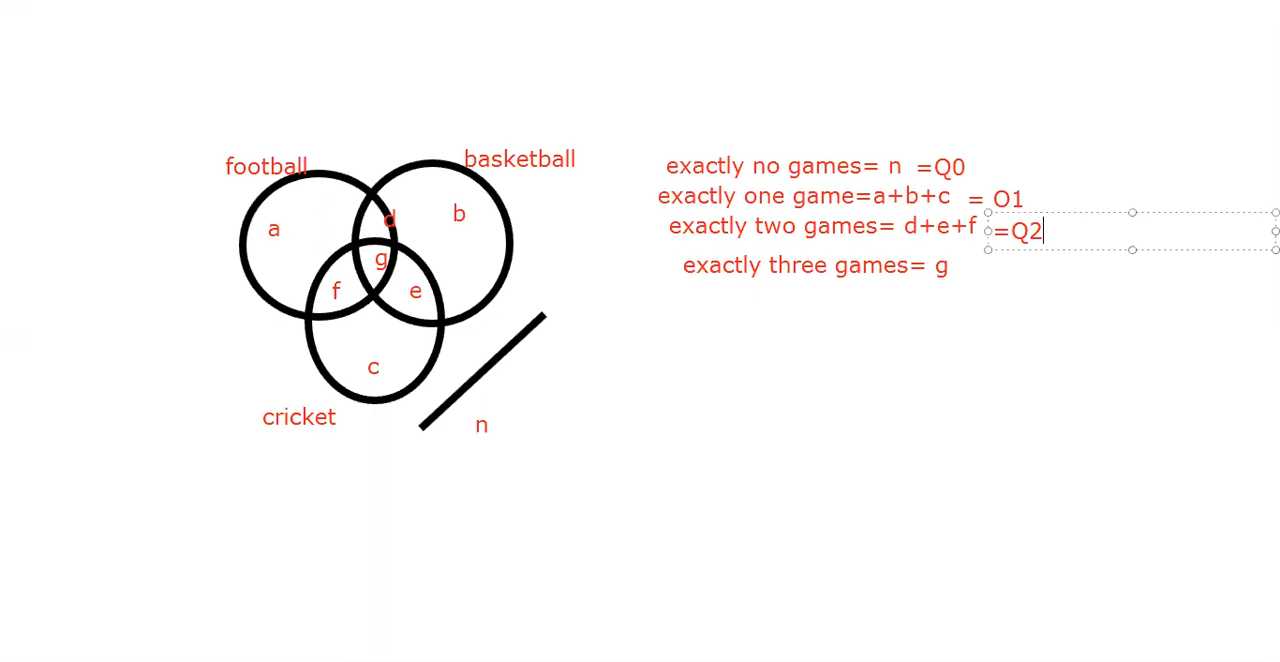 football
basketball
a
d
b
g
f
e
c
cricket
n
exactly no games= n =Q0
exactly one game=a+b+c = O1
exactly two games= d+e+f =Q2
exactly three games= g